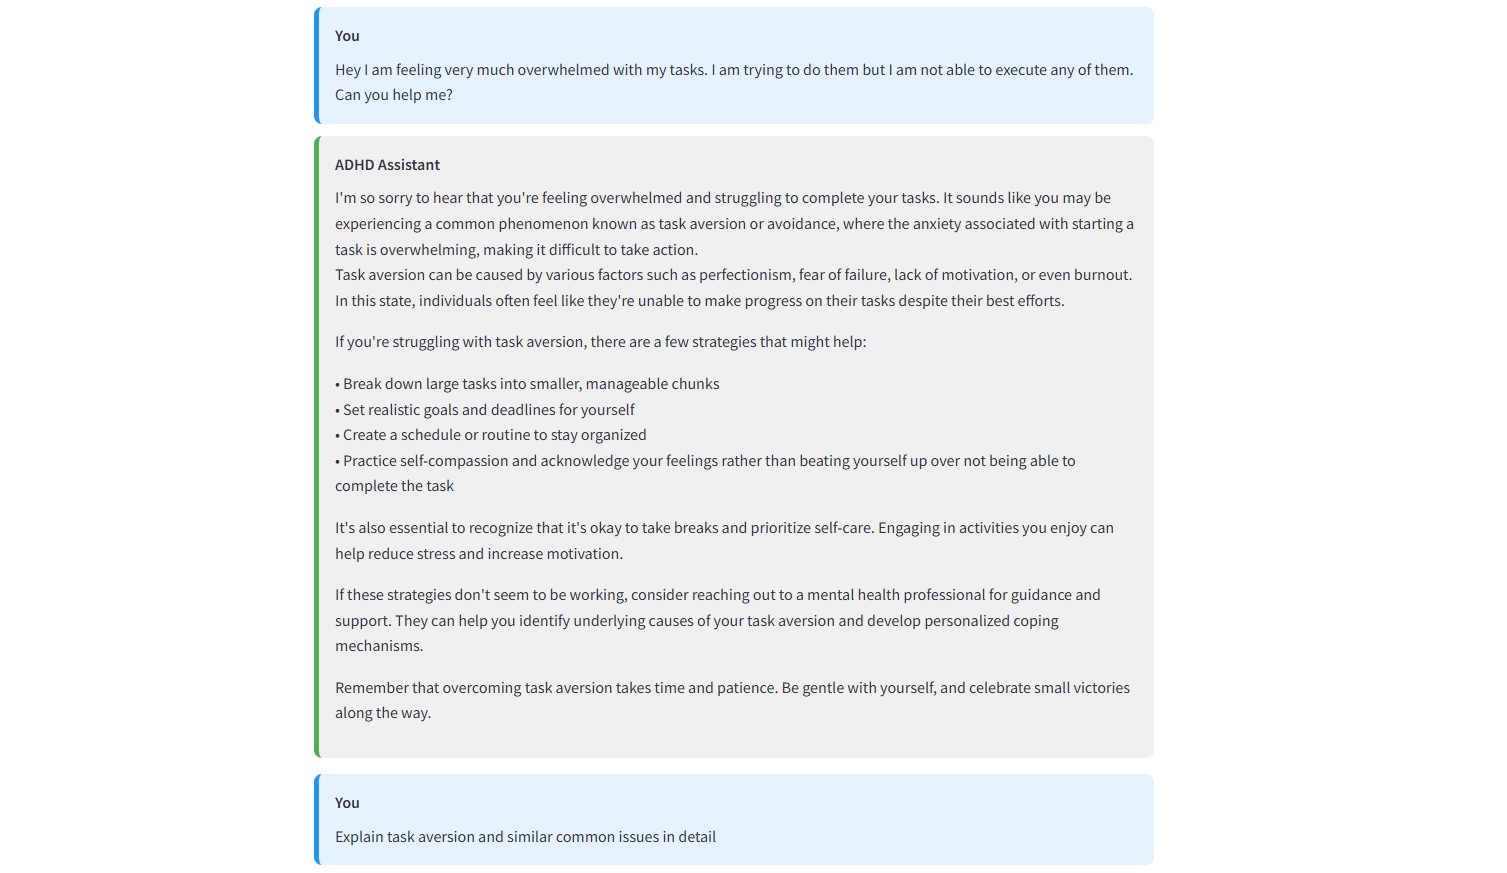 You
Hey I am feeling very much overwhelmed with my tasks. I am trying to do them but I am not able to execute any of them.
Can you help me?
ADHD Assistant
I'm so sorry to hear that you're feeling overwhelmed and struggling to complete your tasks. It sounds like you may be
experiencing a common phenomenon known as task aversion or avoidance, where the anxiety associated with starting a
task is overwhelming, making it difficult to take action.
Task aversion can be caused by various factors such as perfectionism, fear of failure, lack of motivation, or even burnout.
In this state, individuals often feel like they're unable to make progress on their tasks despite their best efforts.
If you're struggling with task aversion, there are a few strategies that might help:
• Break down large tasks into smaller, manageable chunks
• Set realistic goals and deadlines for yourself
• Create a schedule or routine to stay organized
• Practice self-compassion and acknowledge your feelings rather than beating yourself up over not being able to
complete the task
It's also essential to recognize that it's okay to take breaks and prioritize self-care. Engaging in activities you enjoy can
help reduce stress and increase motivation.
If these strategies don't seem to be working, consider reaching out to a mental health professional for guidance and
support. They can help you identify underlying causes of your task aversion and develop personalized coping
mechanisms.
Remember that overcoming task aversion takes time and patience. Be gentle with yourself, and celebrate small victories
along the way.
You
Explain task aversion and similar common issues in detail